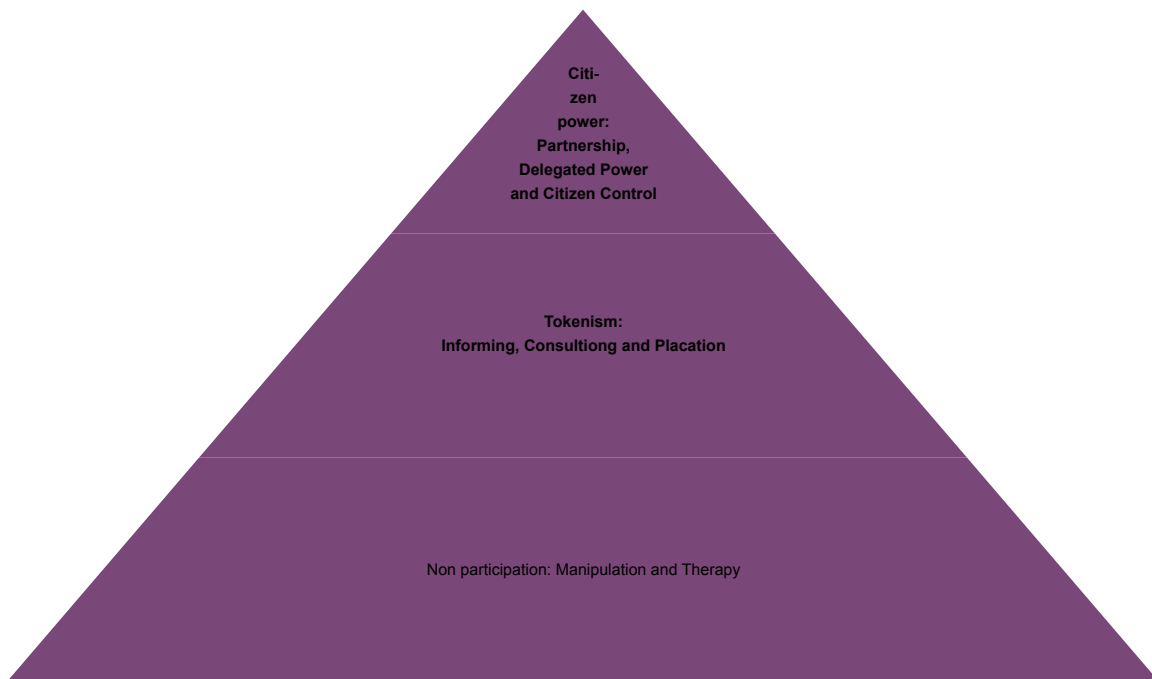 Citi-
zen
power:
Partnership,
Delegated Power
and Citizen Control
Tokenism:
Informing, Consultiong and Placation
Non participation: Manipulation and Therapy